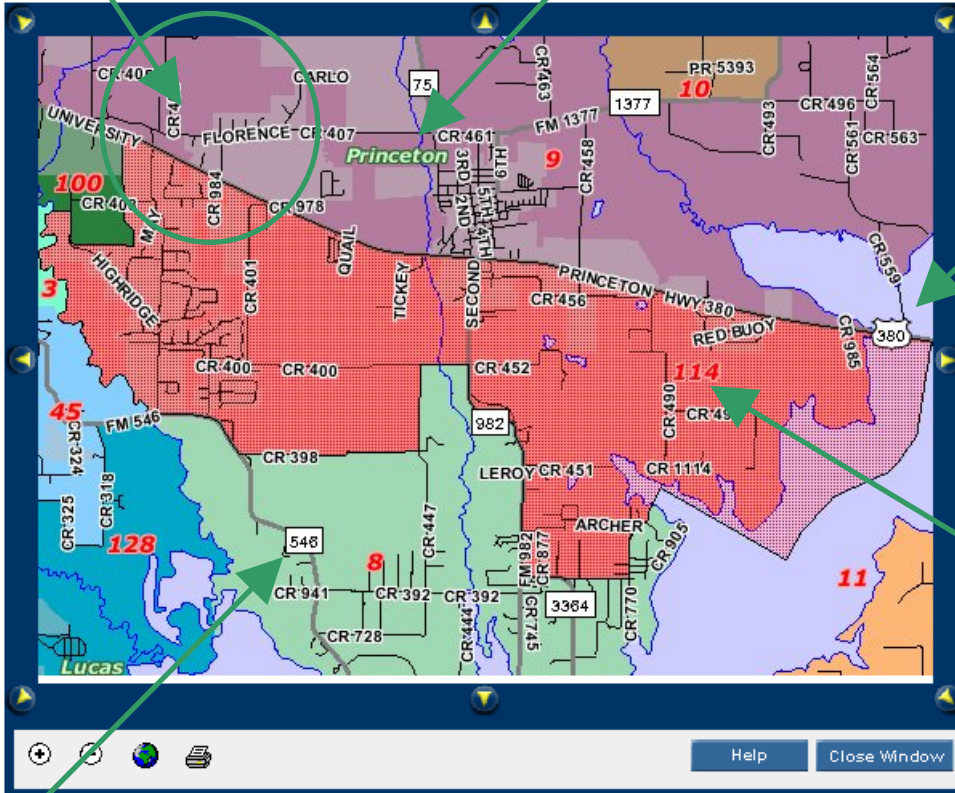 CR 405
CR 4
CARLO
75
CR 463
PR 5393
10
CR 564
1377
CR 493
CR 496
UNIVERSITY
FLORENCE
CR 407
CR 461
FM 1377
CR 561
CR 563
Princeton
3RD
2ND
5TH
4TH
6TH
9
CR 458
100
CR 403
CR 984
CR 978
MAY
HIGHRIDGE
CR 401
QUAIL
TICKEY
SECOND
PRINCETON
HWY 380
CR 559
3
CR 456
RED BUOY
CR 985
380
CR 400
CR 400
CR 452
114
45
FM 546
982
CR 490
CR 49
CR 324
CR 398
LEROY
CR 451
CR 1114
CR 325
CR 318
128
CR 447
ARCHER
546
8
FM 982
CR 877
CR 905
11
CR 941
CR 392
CR 392
3364
CR 728
CR 444
CR 745
CR 770
Lucas
Help
Close Window